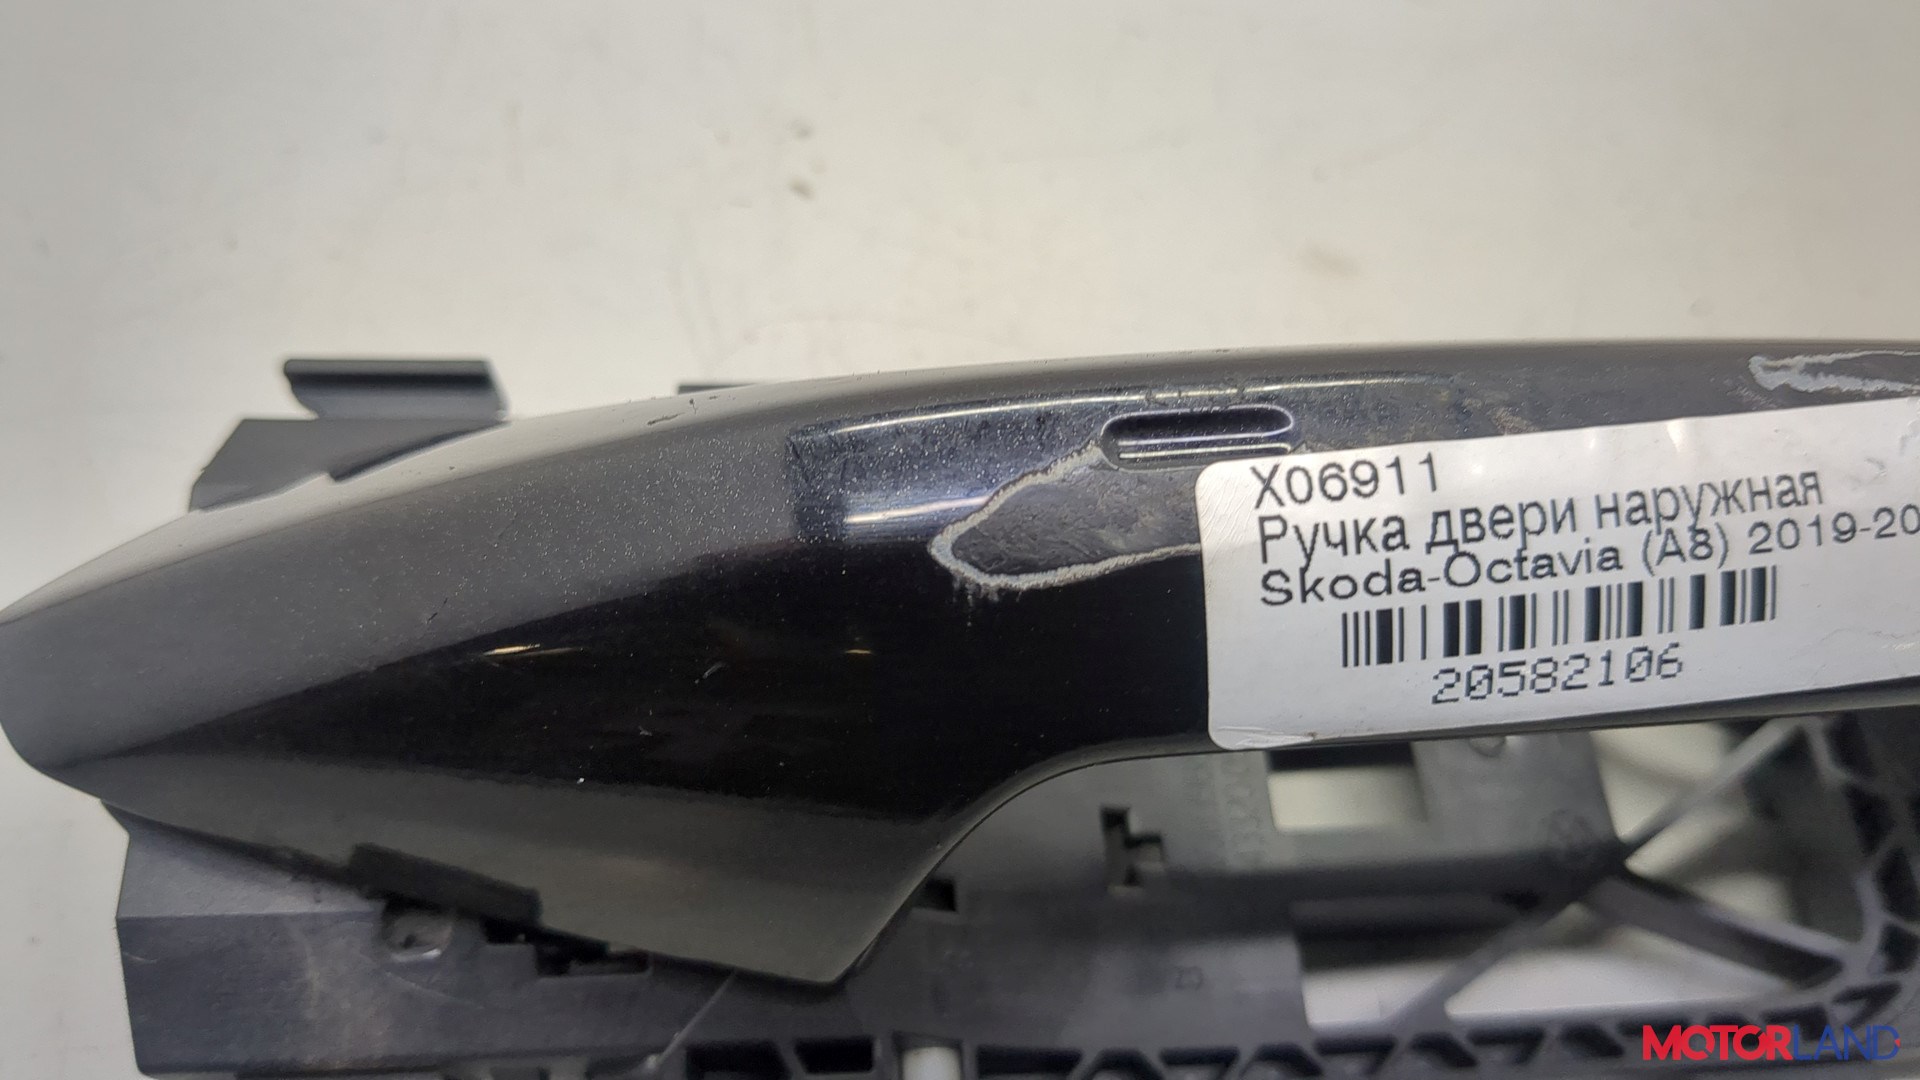 X06911
Ручка двери наружная
Skoda-Octavia (A8) 2019-20
20582106
MOTORLAND